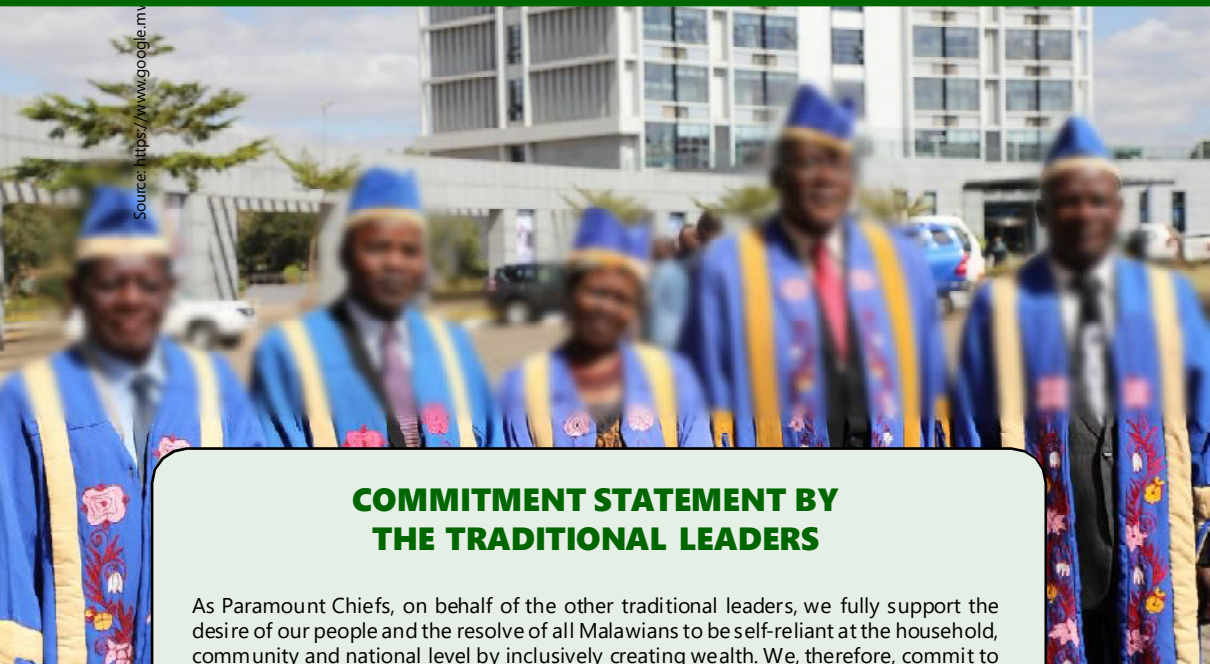 Source: https://www.google.mw
COMMITMENT STATEMENT BY
THE TRADITIONAL LEADERS
As Paramount Chiefs, on behalf of the other traditional leaders, we fully support the
desire of our people and the resolve of all Malawians to be self-reliant at the household,
community and national level by inclusively creating wealth. We, therefore, commit to